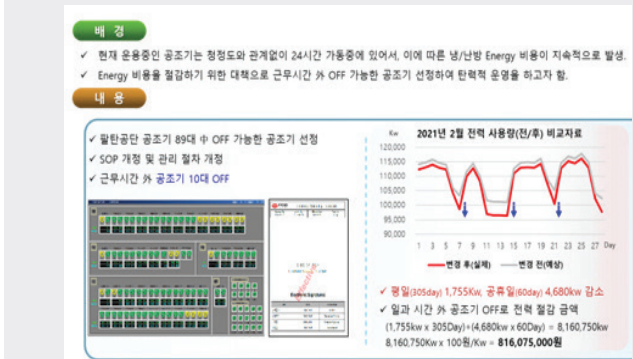 배 경
✓ 현재 운용중인 공조기는 청정도와 관계없이 24시간 가동중에 있어서, 이에 따른 냉/난방 Energy 비용이 지속적으로 발생.
✓ Energy 비용을 절감하기 위한 대책으로 근무시간 外 OFF 가능한 공조기 선정하여 탄력적 운영을 하고자 함.
내 용
✓ 팔탄공단 공조기 89대 中 OFF 가능한 공조기 선정
✓ SOP 개정 및 관리 절차 개정
✓ 근무시간 外 공조기 10대 OFF
Kw 2021년 2월 전력 사용량(전/후) 비교자료
120,000
115,000
110,000
105,000
100,000
95,000
90,000
1 3 5 7 9 11 13 15 17 19 21 23 25 27 Day
변경 후(실제) 변경 전(예상)
✓ 평일(305day) 1,755Kw, 공휴일(60day) 4,680kw 감소
✓ 일과 시간 外 공조기 OFF로 전력 절감 금액
(1,755kw x 305Day)+(4,680kw x 60Day) = 8,160,750kw
8,160,750Kw x 100원/Kw = 816,075,000원